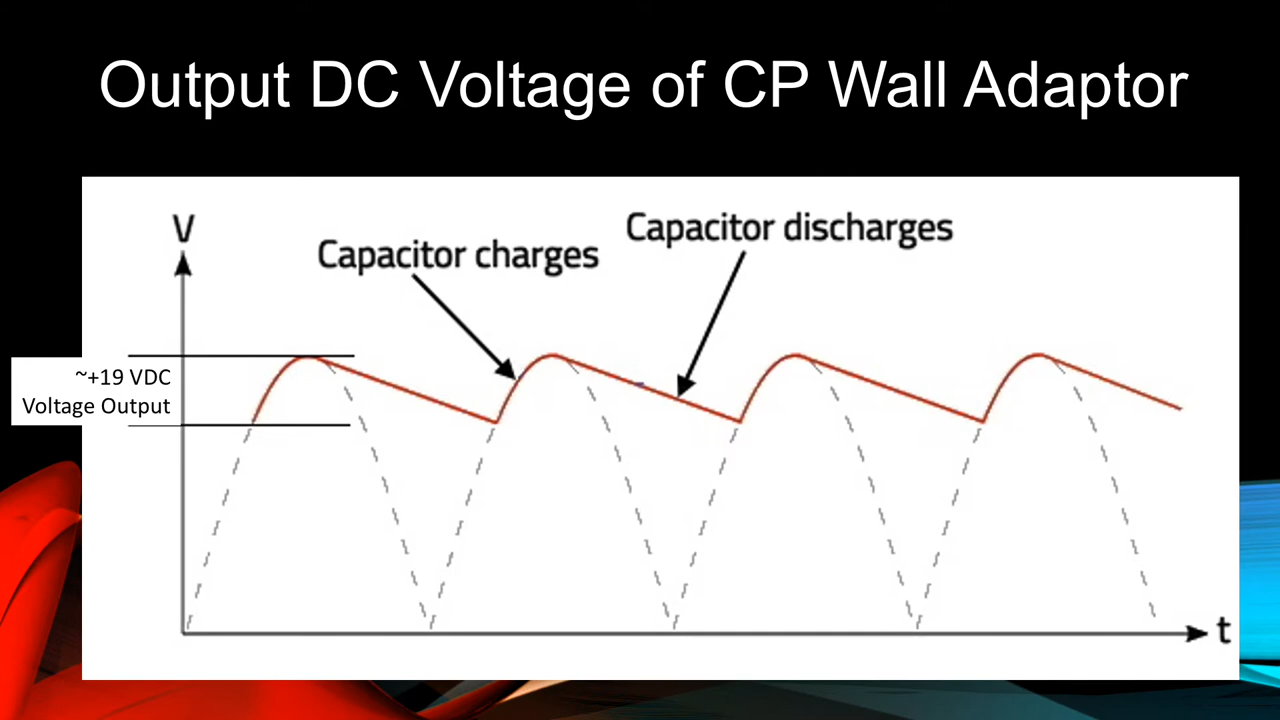 Output DC Voltage of CP Wall Adaptor
V
Capacitor charges
Capacitor discharges
~+19 VDC
Voltage Output
t